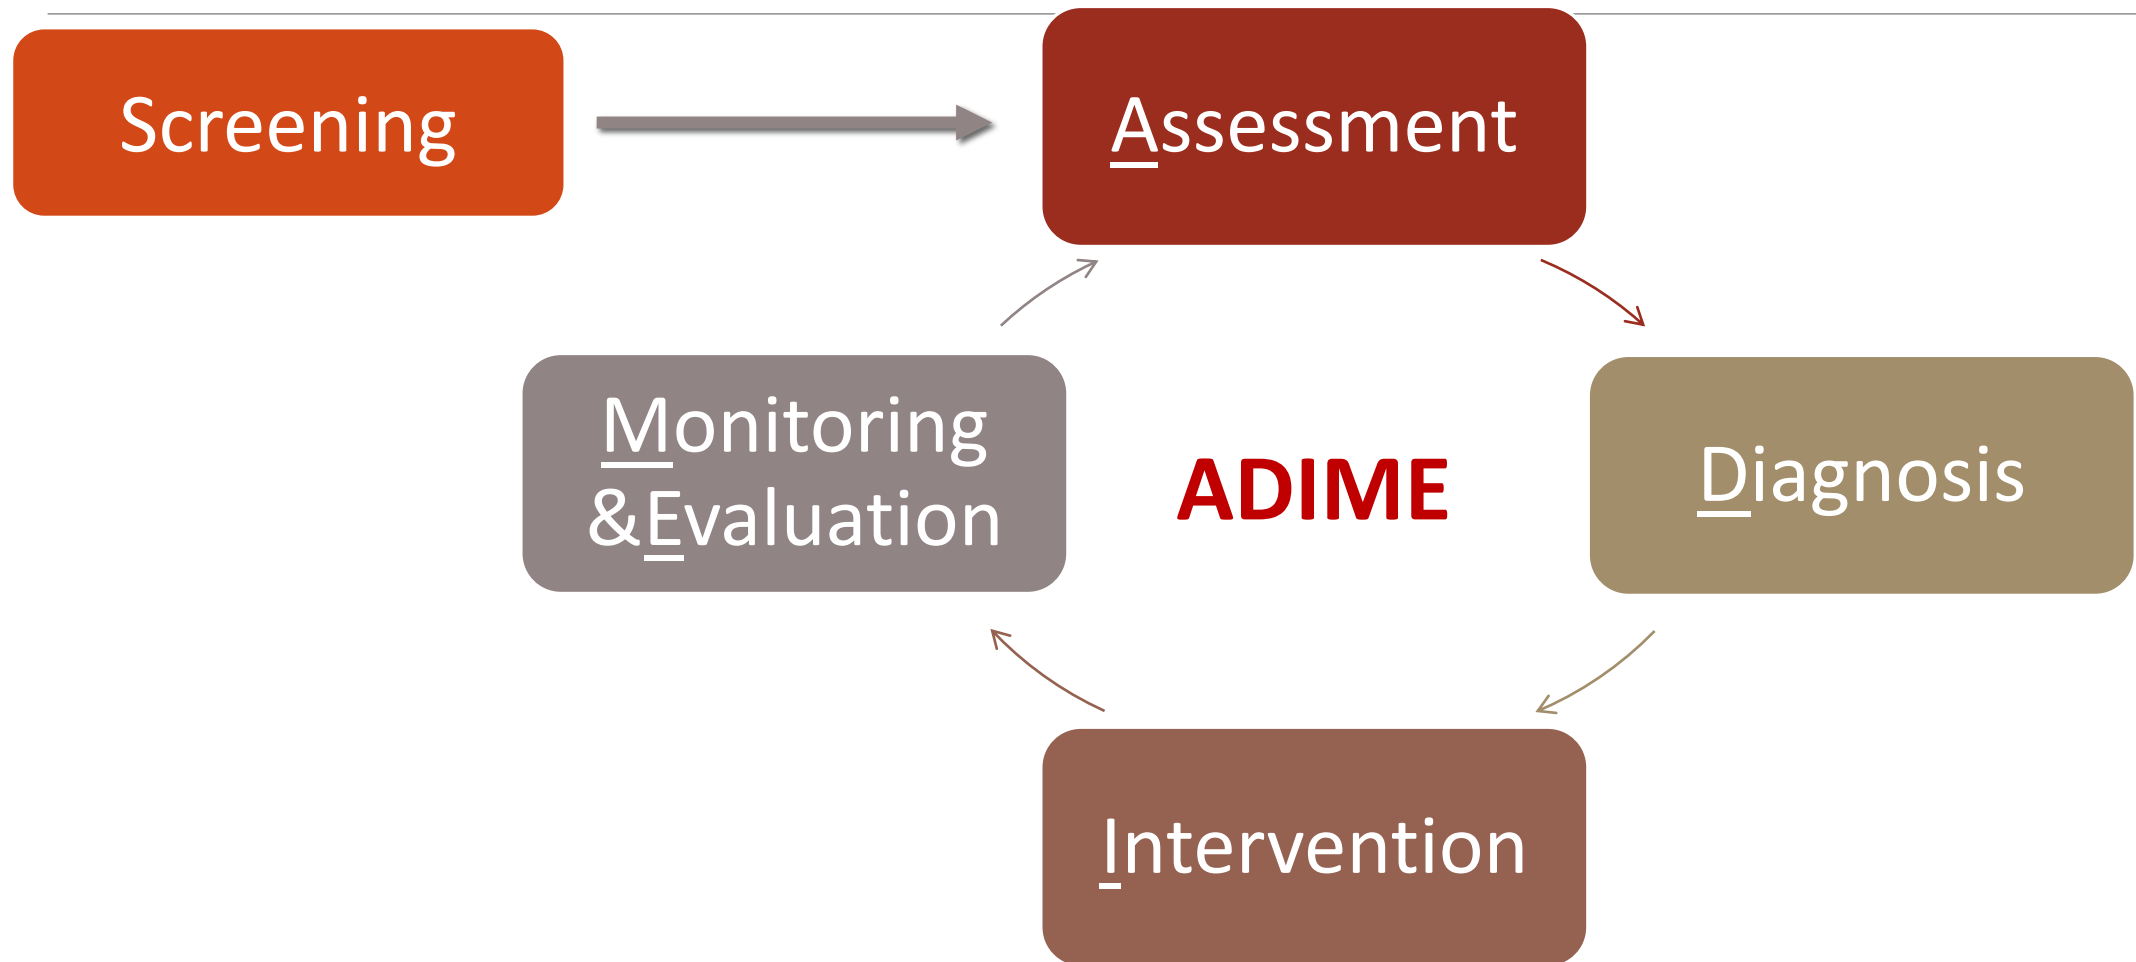 Screening
Assessment
Monitoring
&Evaluation
ADIME
Diagnosis
Intervention